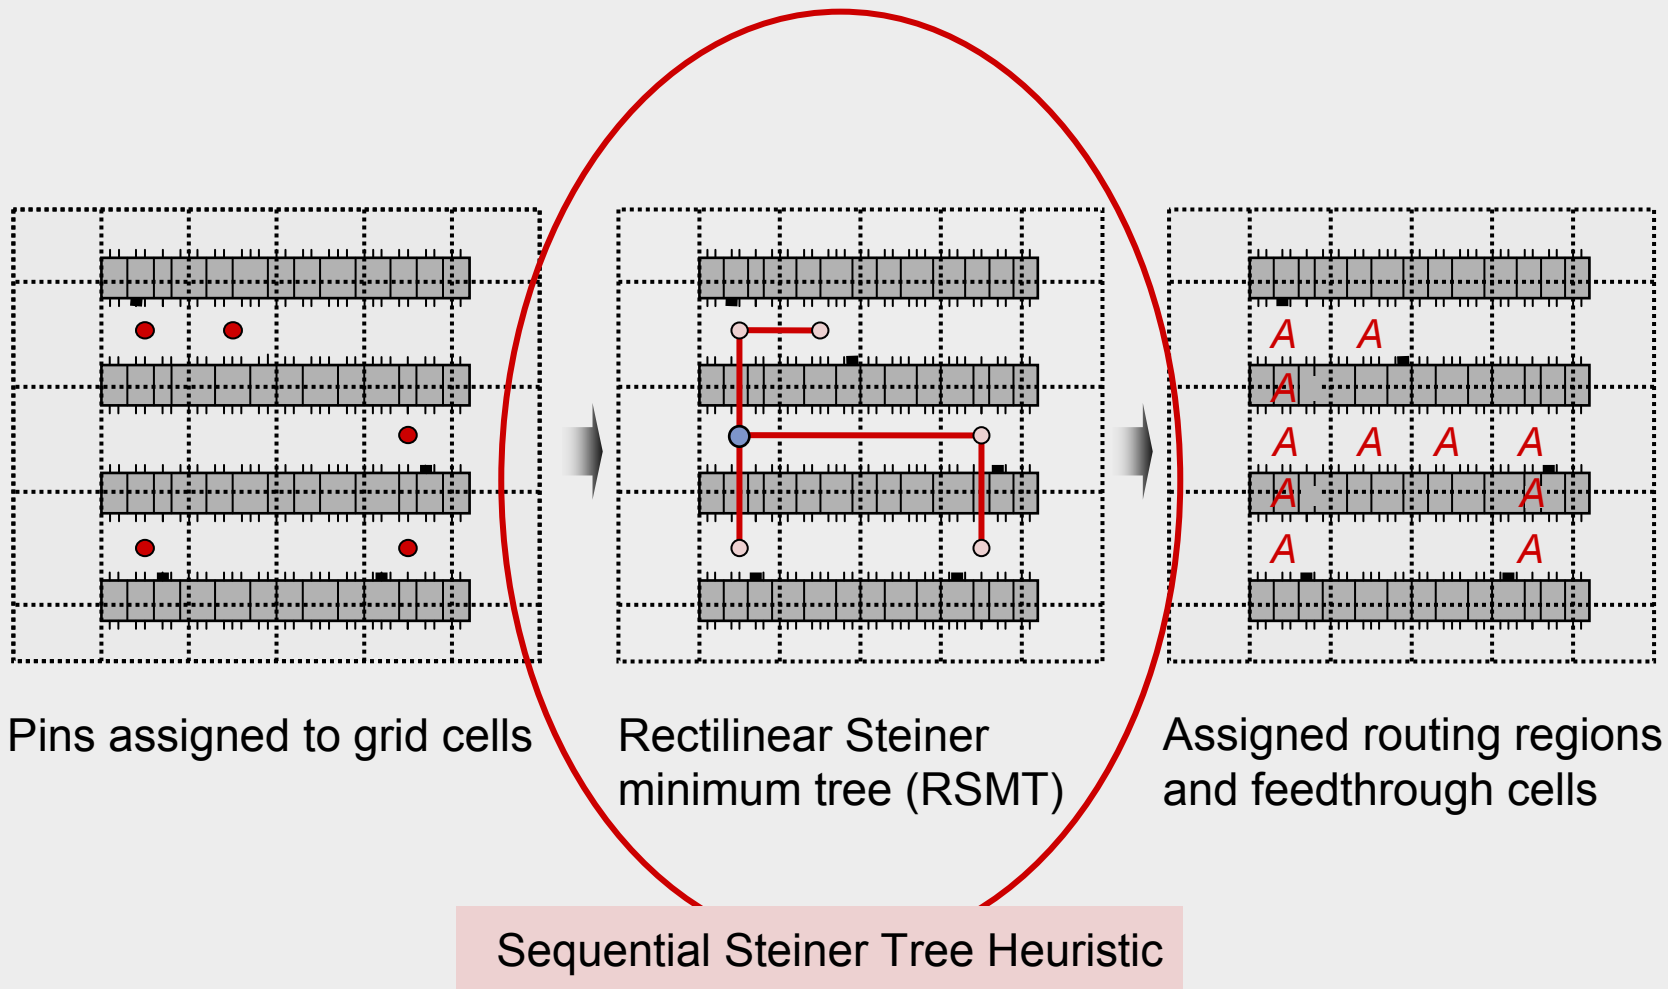 A A
A
A A A A
A A
A A
Pins assigned to grid cells
Rectilinear Steiner
minimum tree (RSMT)
Assigned routing regions
and feedthrough cells
Sequential Steiner Tree Heuristic